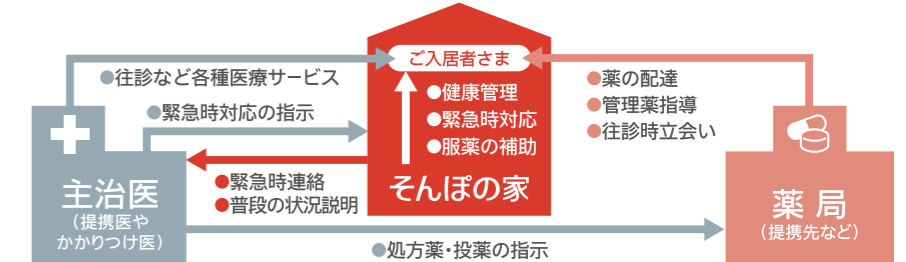 ご入居者さま
●往診など各種医療サービス
●緊急時対応の指示
●健康管理
●緊急時対応
●服薬の補助
そんぽの家
●薬の配達
●管理薬指導
●往診時立会い
主治医
（提携医や
かかりつけ医）
●緊急時連絡
●普段の状況説明
薬局
（提携先など）
●処方薬・投薬の指示